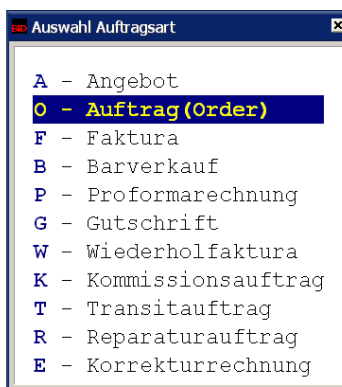 Auswahl Auftragsart
A - Angebot
O - Auftrag(Order)
F - Faktura
B - Barverkauf
P - Proformarechnung
G - Gutschrift
W - Wiederholfaktura
K - Kommissionsauftrag
T - Transitauftrag
R - Reparaturauftrag
E - Korrekturrechnung